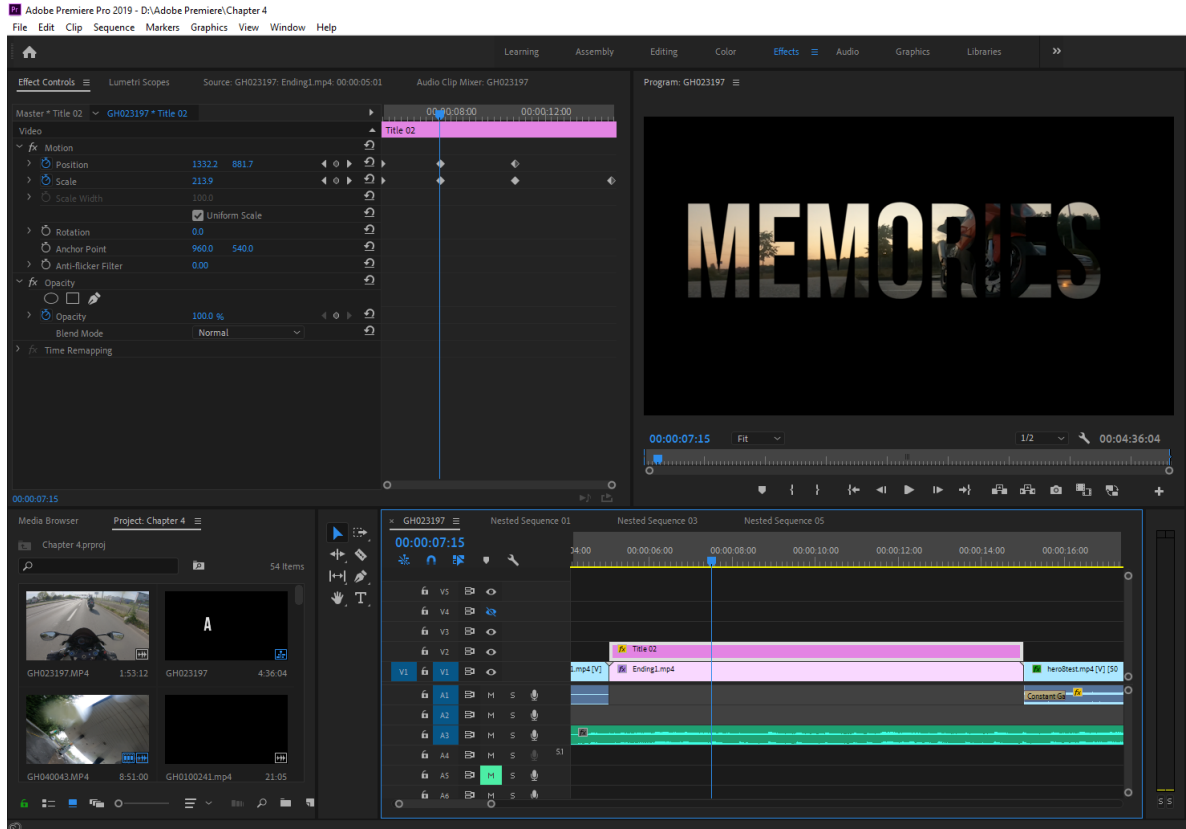 Adobe Premiere Pro 2019 - D:\Adobe Premiere\Chapter 4
File Edit Clip Sequence Markers Graphics View Window Help
Learning Assembly Editing Color Effects Audio Graphics Libraries
Effect Controls Lumetri Scopes Source: GH023197: Ending1.mp4: 00:00:05:01 Audio Clip Mixer: GH023197
Master * Title 02 GH023197 * Title 02
00:00:08:00 00:00:12:00
Video
Title 02
fx Motion
Position 1332.2 881.7
Scale 213.9
Scale Width 100.0
Uniform Scale
Rotation 0.0
Anchor Point 960.0 540.0
Anti-flicker Filter 0.00
fx Opacity
Opacity 100.0 %
Blend Mode Normal
fx Time Remapping
00:00:07:15
Program: GH023197
MEMORIES
00:00:07:15 Fit 1/2 00:04:36:04
Media Browser Project: Chapter 4
Chapter 4.prproj
54 Items
A
GH023197.MP4 1:53:12 GH023197 4:36:04
GH040043.MP4 8:51:00 GH0100241.mp4 21:05
T
GH023197 Nested Sequence 01 Nested Sequence 03 Nested Sequence 05
00:00:07:15
04:00 00:00:06:00 00:00:08:00 00:00:10:00 00:00:12:00 00:00:14:00 00:00:16:00
V5
V4
V3
V2 fx Title 02
V1 V1 1.mp4 [V] fx Ending1.mp4 fx hero8test.mp4 [V] [50
A1 M S Constant Ga fx
A2 M S
A3 M S fx
A4 M S S1
A5 M S
A6 M S
S S